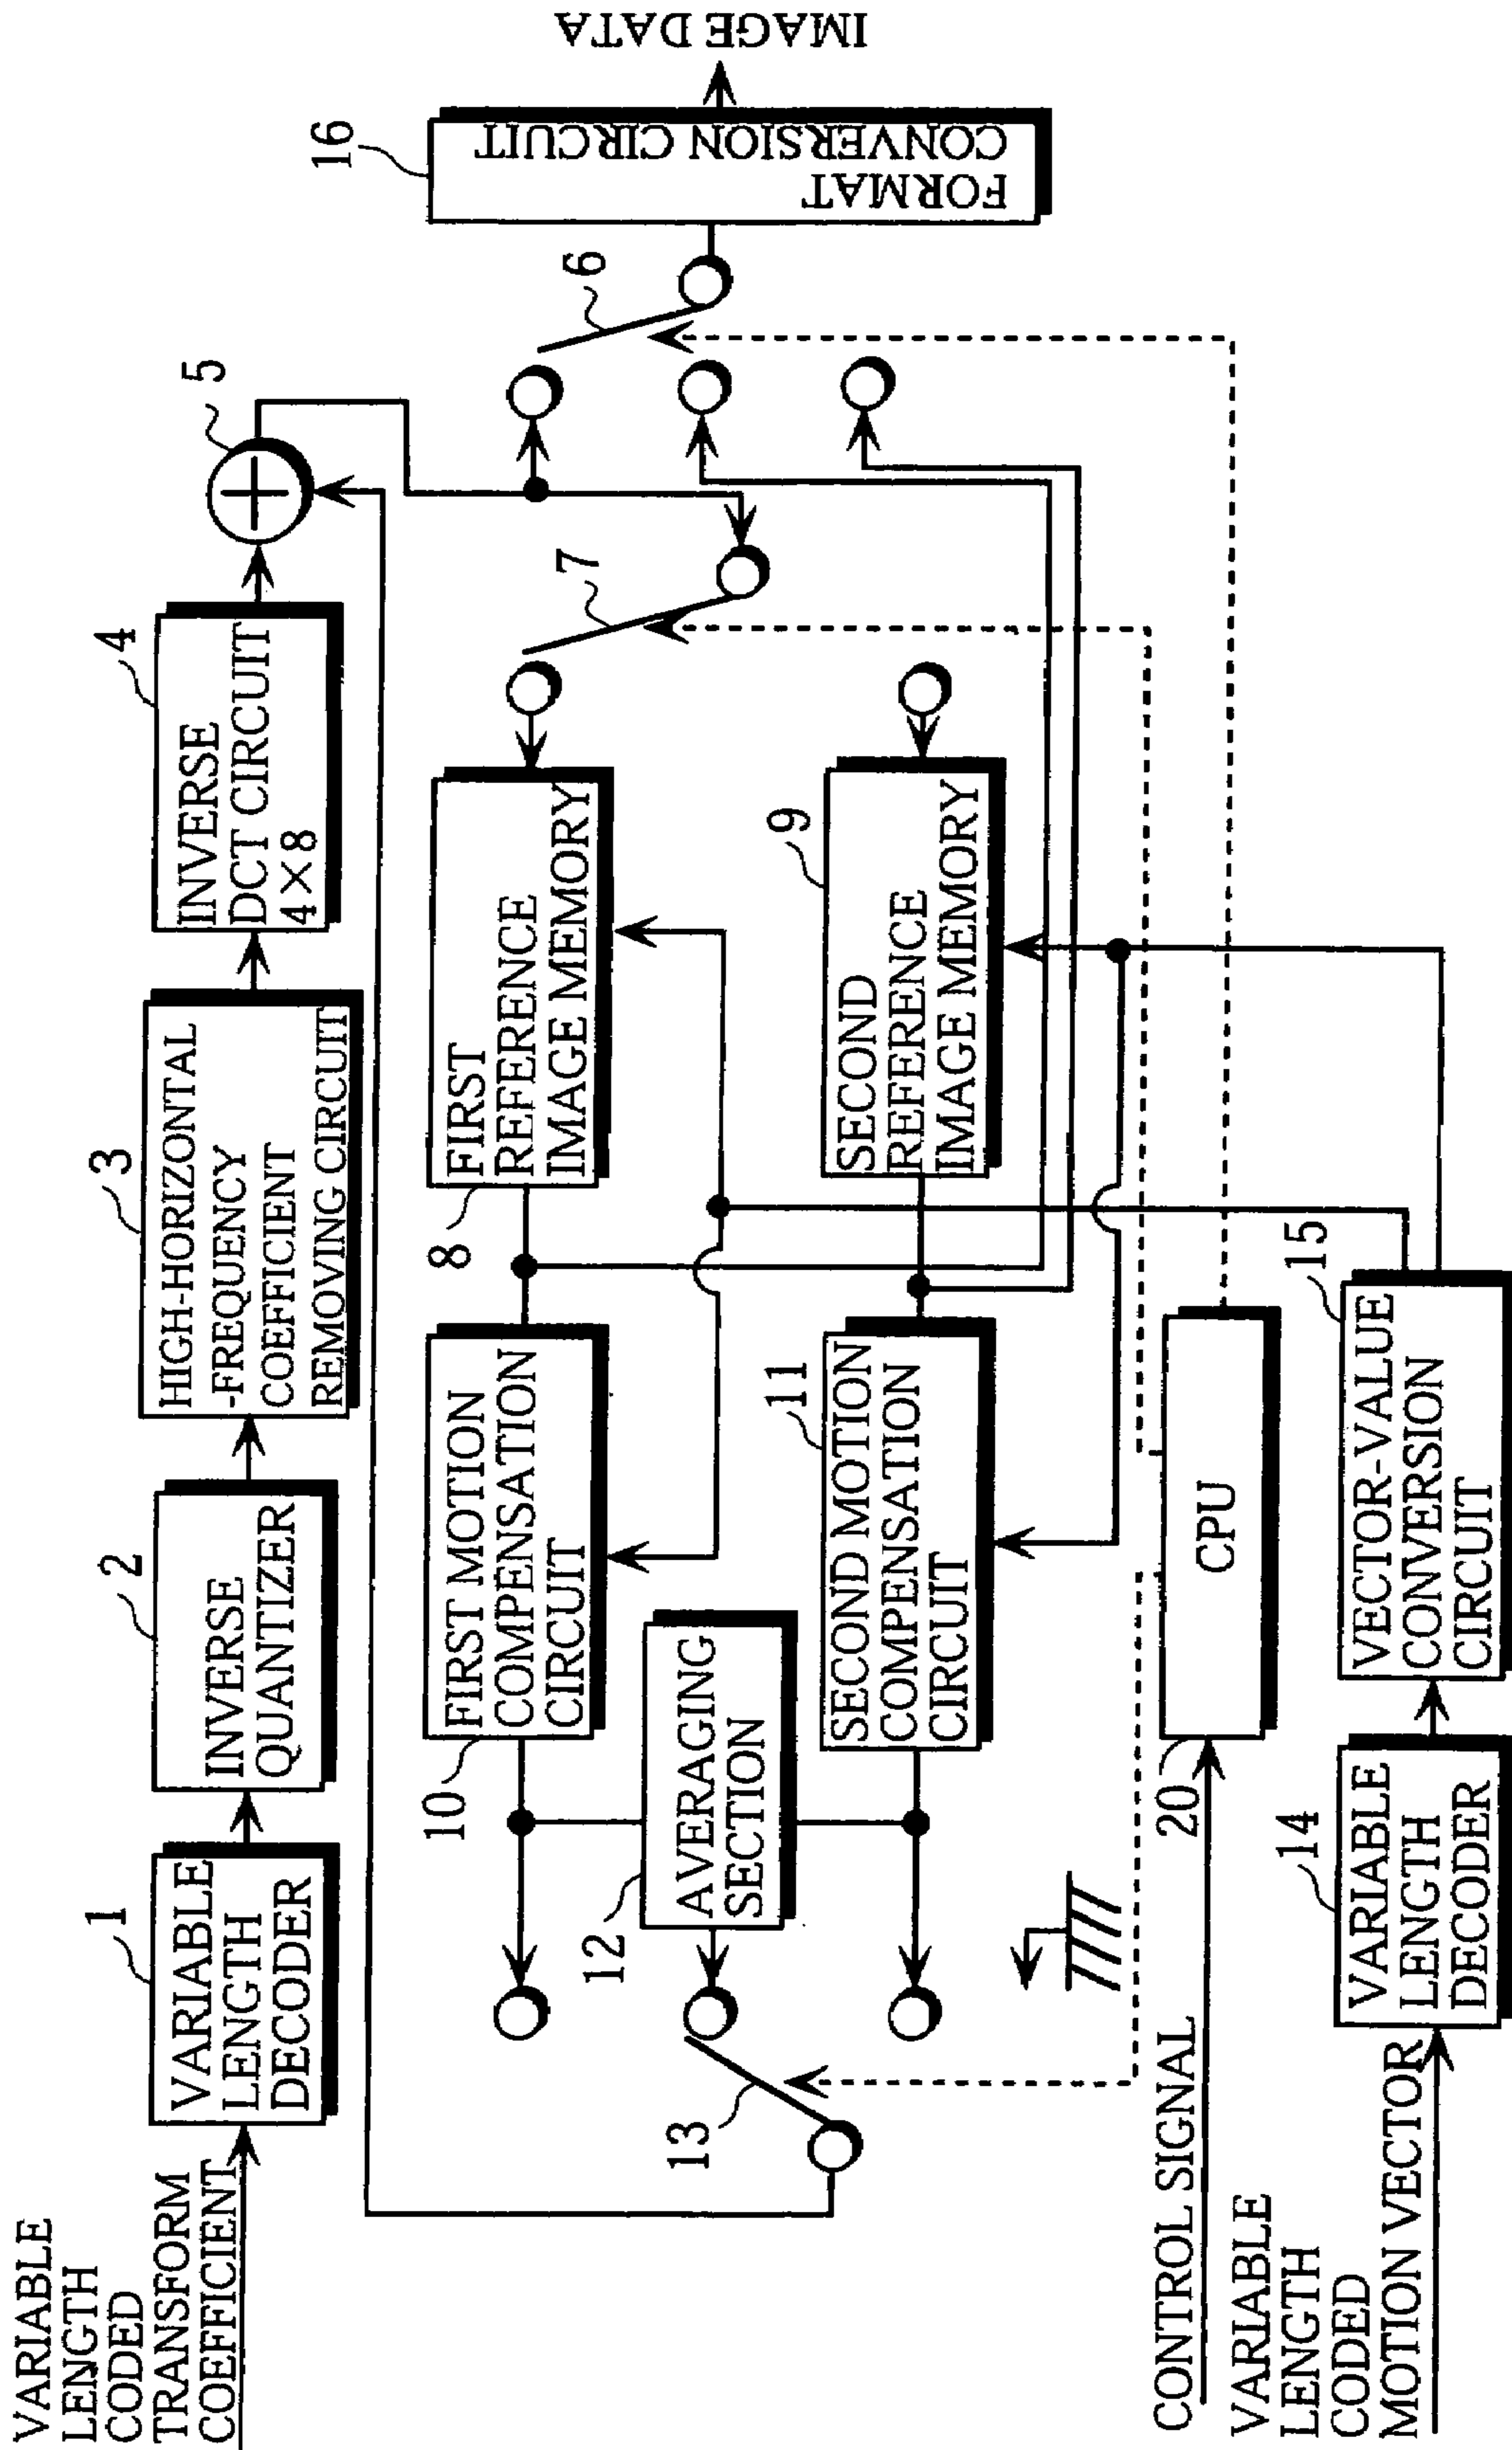 VARIABLE
LENGTH
CODED
TRANSFORM
COEFFICIENT
1
VARIABLE
LENGTH
DECODER
2
INVERSE
QUANTIZER
3
HIGH-HORIZONTAL
-FREQUENCY
COEFFICIENT
REMOVING CIRCUIT
4
INVERSE
DCT CIRCUIT
4×8
5
10
FIRST MOTION
COMPENSATION
CIRCUIT
8
FIRST
REFERENCE
IMAGE MEMORY
7
6
16
FORMAT
CONVERSION CIRCUIT
IMAGE DATA
12
AVERAGING
SECTION
13
11
SECOND MOTION
COMPENSATION
CIRCUIT
9
SECOND
REFERENCE
IMAGE MEMORY
CONTROL SIGNAL
20
CPU
VARIABLE
LENGTH
CODED
MOTION VECTOR
14
VARIABLE
LENGTH
DECODER
15
VECTOR-VALUE
CONVERSION
CIRCUIT